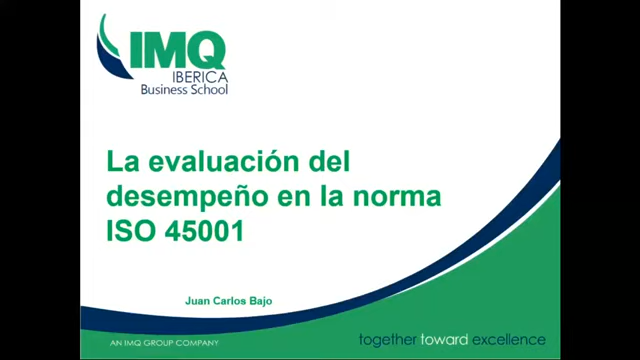 IMQ
IBERICA
Business School
La evaluación del
desempeño en la norma
ISO 45001
Juan Carlos Bajo
AN IMQ GROUP COMPANY
together toward excellence